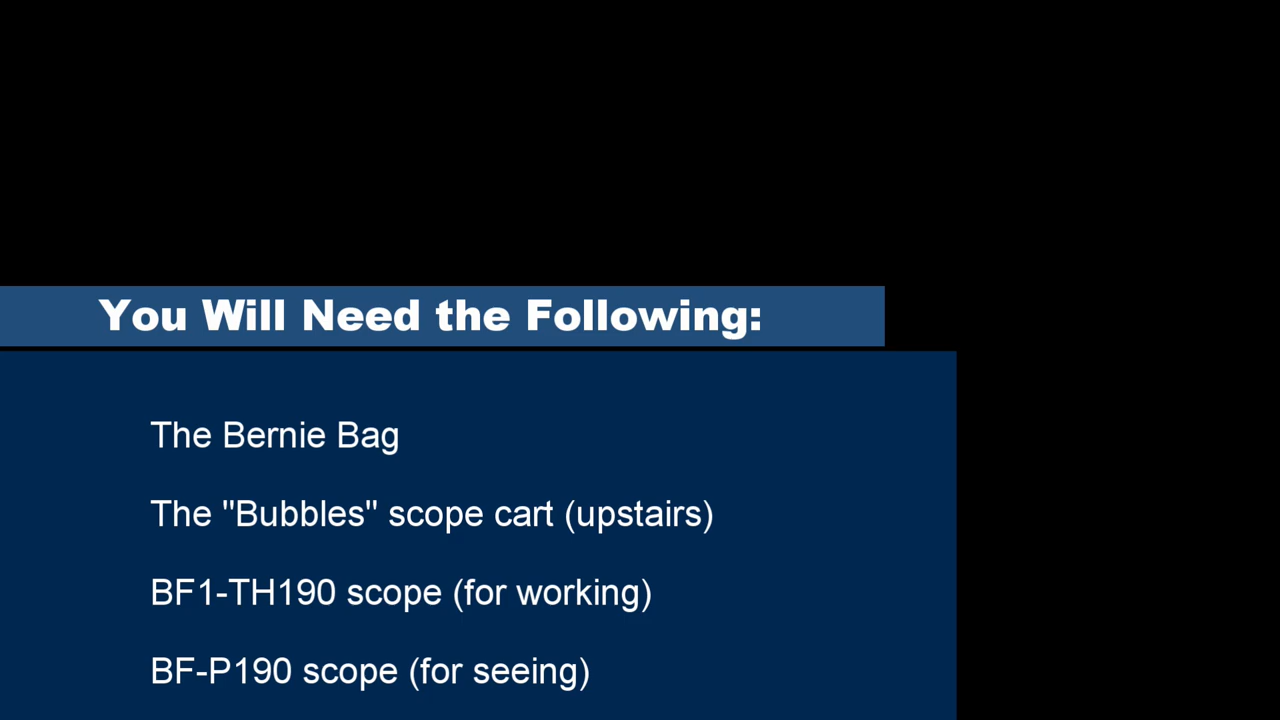 You Will Need the Following:
The Bernie Bag
The "Bubbles" scope cart (upstairs)
BF1-TH190 scope (for working)
BF-P190 scope (for seeing)